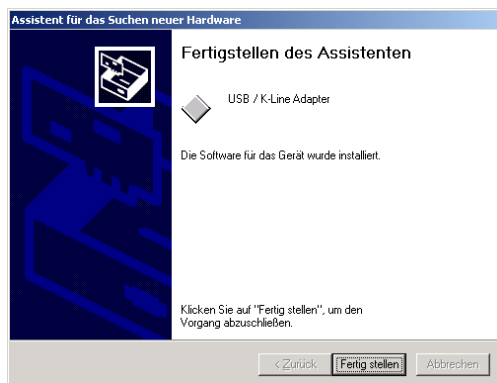 Assistent für das Suchen neuer Hardware
Fertigstellen des Assistenten
USB / K-Line Adapter
Die Software für das Gerät wurde installiert.
Klicken Sie auf "Fertig stellen", um den
Vorgang abzuschließen.
< Zurück Fertig stellen Abbrechen